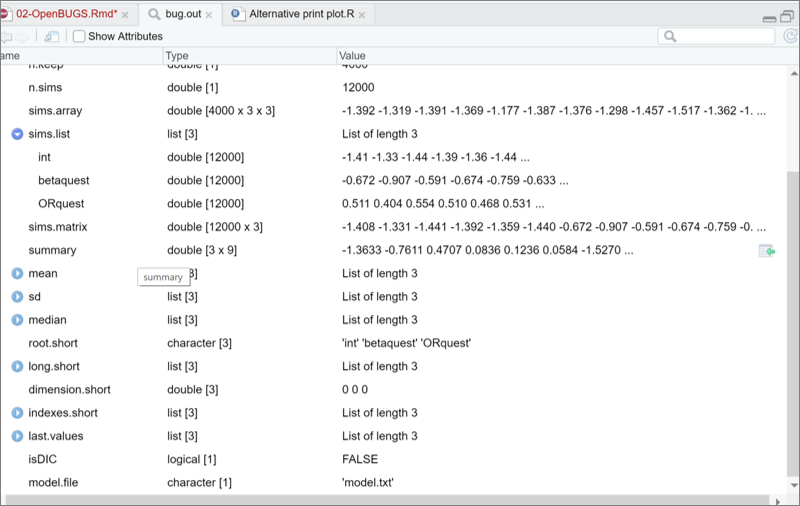 02-OpenBUGS.Rmd* × bug.out × Alternative print plot.R ×
Show Attributes
ame Type Value
n.keep double [1] 4000
n.sims double [1] 12000
sims.array double [4000 x 3 x 3] -1.392 -1.319 -1.391 -1.369 -1.177 -1.387 -1.376 -1.298 -1.457 -1.517 -1.362 -1. ...
sims.list list [3] List of length 3
int double [12000] -1.41 -1.33 -1.44 -1.39 -1.36 -1.44 ...
betaquest double [12000] -0.672 -0.907 -0.591 -0.674 -0.759 -0.633 ...
ORquest double [12000] 0.511 0.404 0.554 0.510 0.468 0.531 ...
sims.matrix double [12000 x 3] -1.408 -1.331 -1.441 -1.392 -1.359 -1.440 -0.672 -0.907 -0.591 -0.674 -0.759 -0. ...
summary double [3 x 9] -1.3633 -0.7611 0.4707 0.0836 0.1236 0.0584 -1.5270 ...
mean summary 3] List of length 3
sd list [3] List of length 3
median list [3] List of length 3
root.short character [3] 'int' 'betaquest' 'ORquest'
long.short list [3] List of length 3
dimension.short double [3] 0 0 0
indexes.short list [3] List of length 3
last.values list [3] List of length 3
isDIC logical [1] FALSE
model.file character [1] 'model.txt'